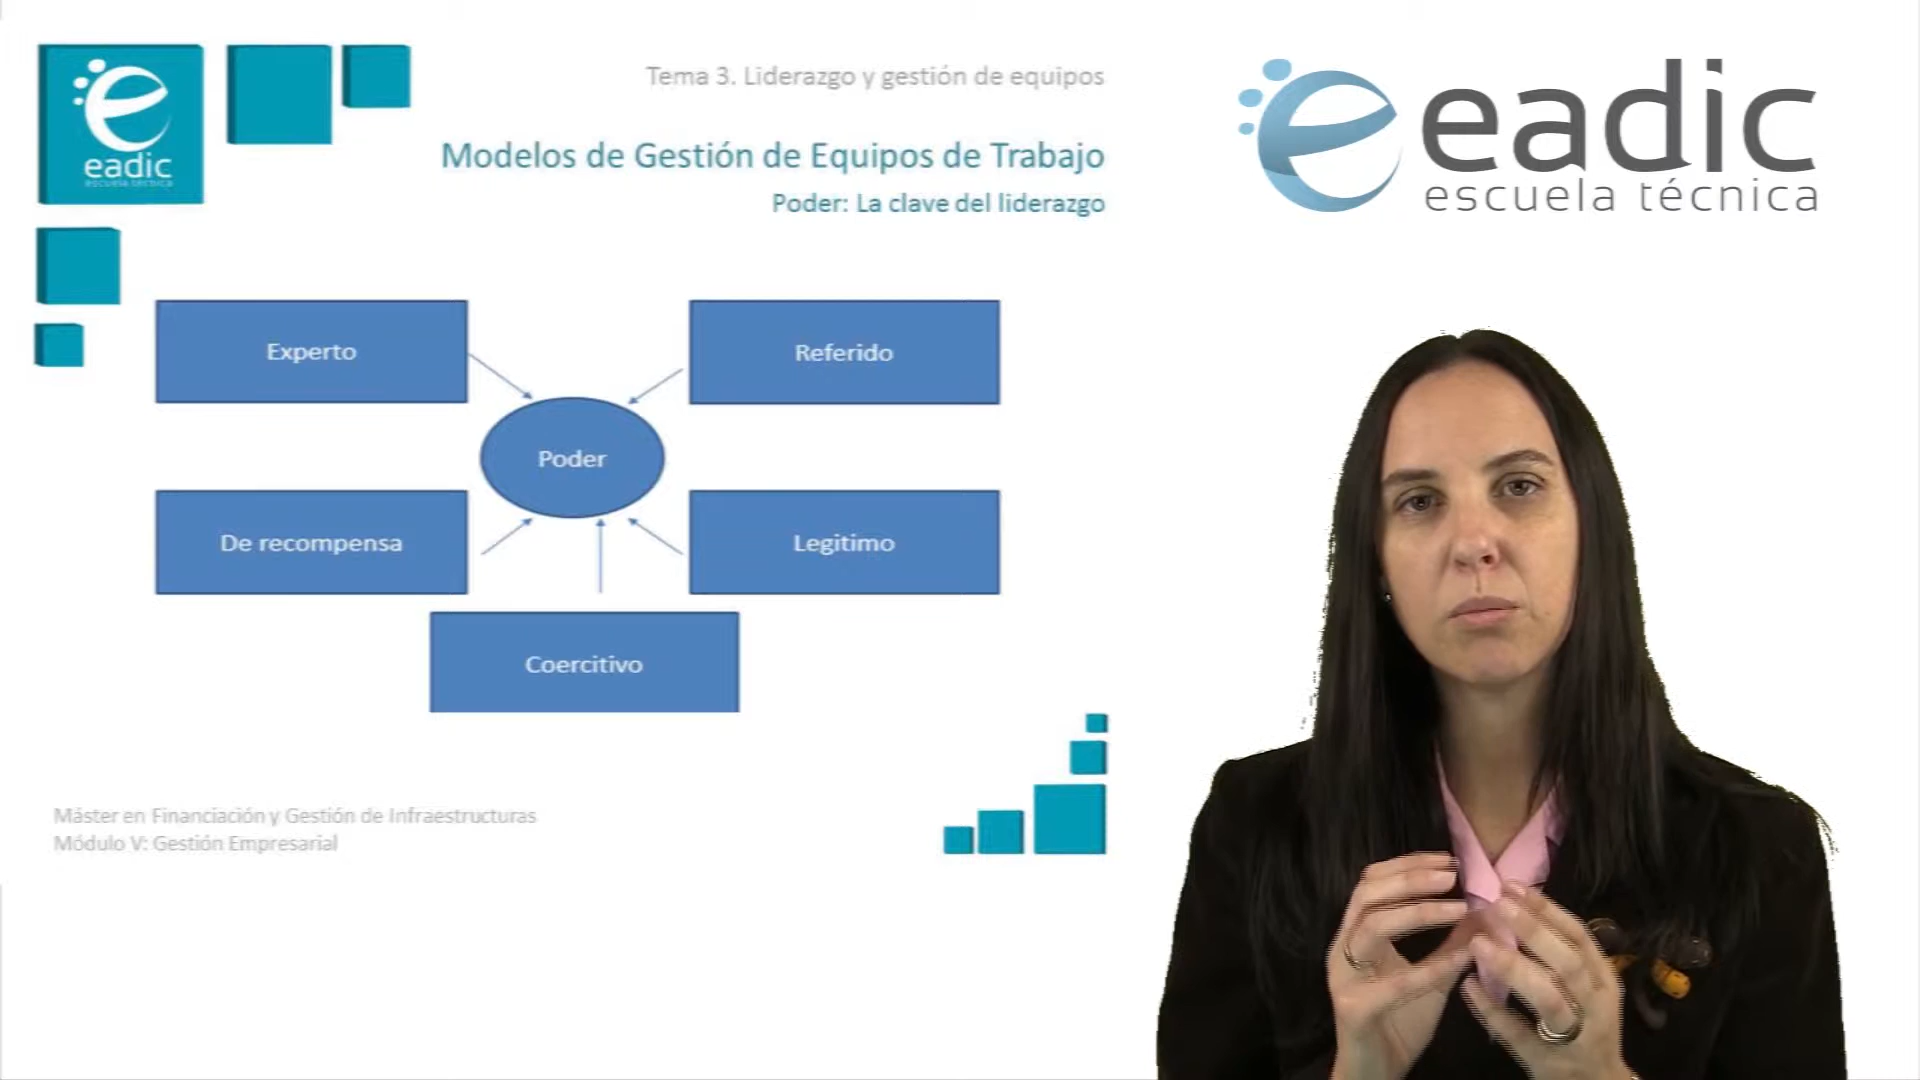 eadic
escuela técnica
Tema 3. Liderazgo y gestión de equipos
Modelos de Gestión de Equipos de Trabajo
Poder: La clave del liderazgo
eadic
escuela técnica
Experto
Referido
Poder
De recompensa
Legitimo
Coercitivo
Máster en Financiación y Gestión de Infraestructuras
Módulo V: Gestión Empresarial